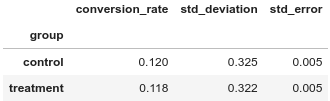 conversion_rate std_deviation std_error
group
control 0.120 0.325 0.005
treatment 0.118 0.322 0.005